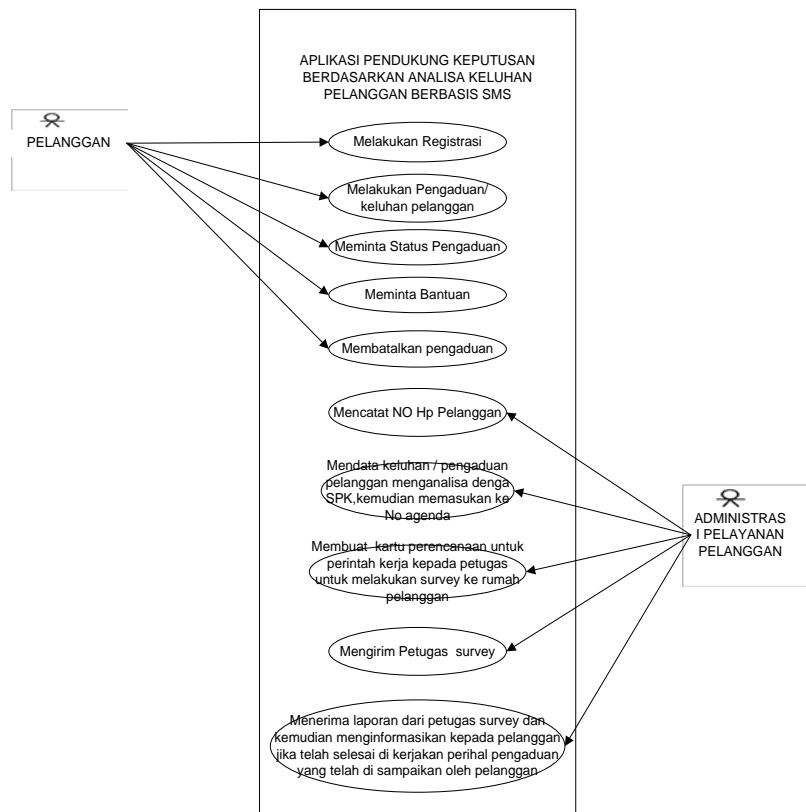 APLIKASI PENDUKUNG KEPUTUSAN
BERDASARKAN ANALISA KELUHAN
PELANGGAN BERBASIS SMS
PELANGGAN
Melakukan Registrasi
Melakukan Pengaduan/
keluhan pelanggan
Meminta Status Pengaduan
Meminta Bantuan
Membatalkan pengaduan
Mencatat NO Hp Pelanggan
Mendata keluhan / pengaduan
pelanggan menganalisa denga
SPK,kemudian memasukan ke
No agenda
ADMINISTRAS
I PELAYANAN
PELANGGAN
Membuat kartu perencanaan untuk
perintah kerja kepada petugas
untuk melakukan survey ke rumah
pelanggan
Mengirim Petugas survey
Menerima laporan dari petugas survey dan
kemudian menginformasikan kepada pelanggan
jika telah selesai di kerjakan perihal pengaduan
yang telah di sampaikan oleh pelanggan